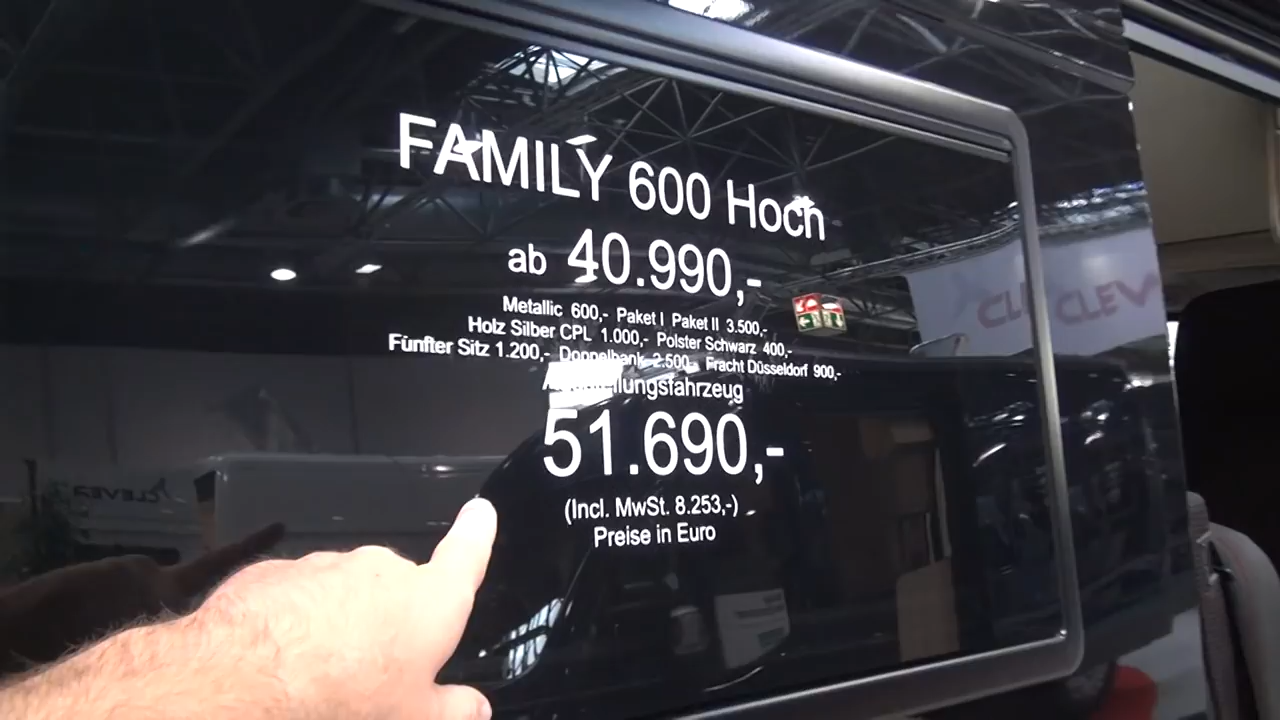 FAMILY 600 Hoch
ab 40.990,-
Metallic 600,- Paket I Paket II 3.500,-
Holz Silber CPL 1.000,- Polster Schwarz 400,-
Fünfter Sitz 1.200,- Doppelbank 2.500,- Fracht Düsseldorf 900,-
Ausstellungsfahrzeug
51.690,-
(Incl. MwSt. 8.253,-)
Preise in Euro
CLEVER